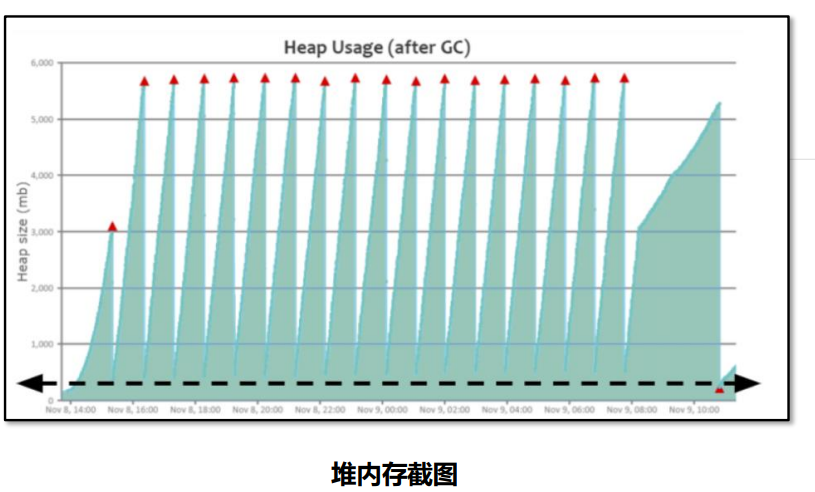 Heap Usage (after GC)
Heap size (mb)
6,000
5,000
4,000
3,000
2,000
1,000
0
Nov 8, 14:00 Nov 8, 16:00 Nov 8, 18:00 Nov 8, 20:00 Nov 8, 22:00 Nov 9, 00:00 Nov 9, 02:00 Nov 9, 04:00 Nov 9, 06:00 Nov 9, 08:00 Nov 9, 10:00
堆内存截图